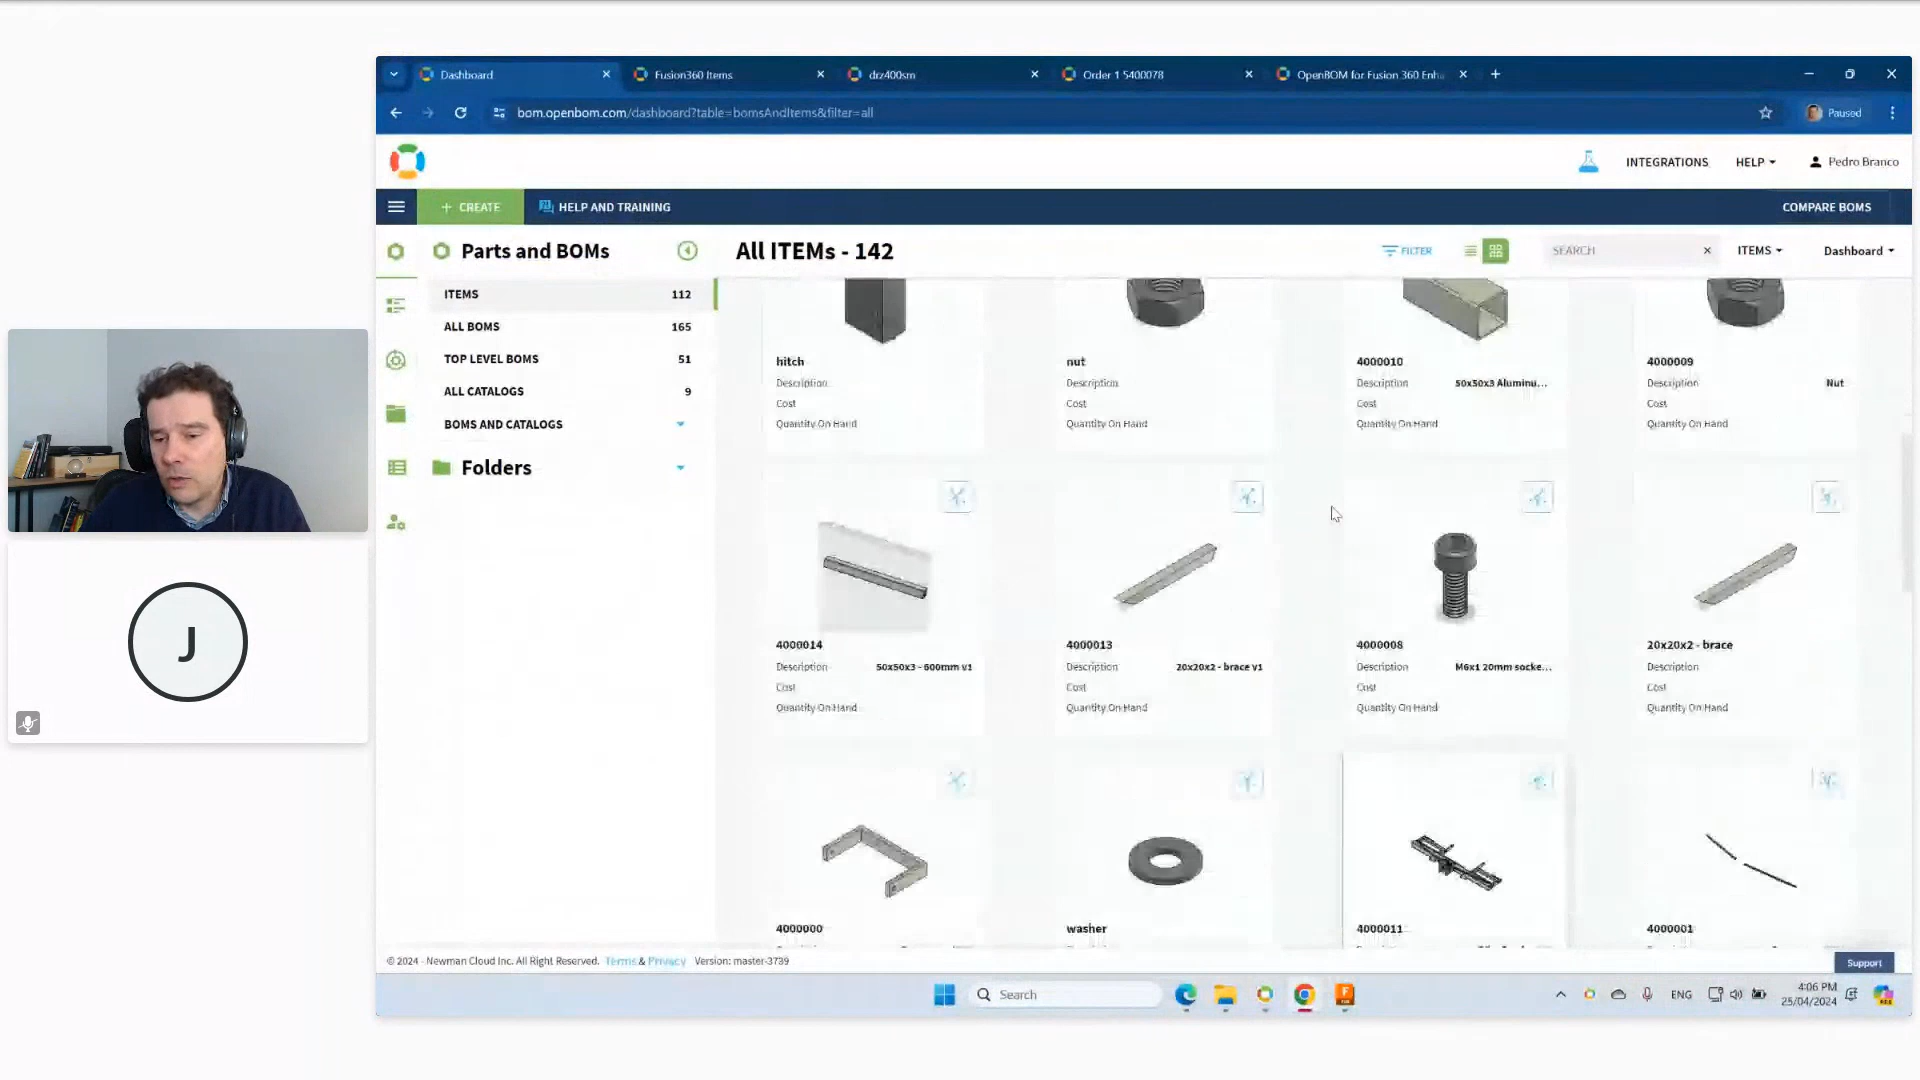 Dashboard
Fusion360 Items
drz400sm
Order 1 5400078
OpenBOM for Fusion 360 Enh
bom.openbom.com/dashboard?table=bomsAndItems&filter=all
Paused
INTEGRATIONS
HELP
Pedro Branco
+ CREATE
HELP AND TRAINING
COMPARE BOMS
Parts and BOMs
All ITEMs - 142
FILTER
SEARCH
ITEMS
Dashboard
ITEMS 112
ALL BOMS 165
TOP LEVEL BOMS 51
ALL CATALOGS 9
BOMS AND CATALOGS
Folders
hitch
Description
Cost
Quantity On Hand
nut
Description
Cost
Quantity On Hand
4000010
Description 50x50x3 Aluminu...
Cost
Quantity On Hand
4000009
Description Nut
Cost
Quantity On Hand
4000014
Description 50x50x3 - 600mm v1
Cost
Quantity On Hand
4000013
Description 20x20x2 - brace v1
Cost
Quantity On Hand
4000008
Description M6x1 20mm socke...
Cost
Quantity On Hand
20x20x2 - brace
Description
Cost
Quantity On Hand
4000000
washer
4000011
4000001
J
© 2024 - Newman Cloud Inc. All Right Reserved. Terms & Privacy Version: master-3739
Support
Search
ENG
4:06 PM
25/04/2024